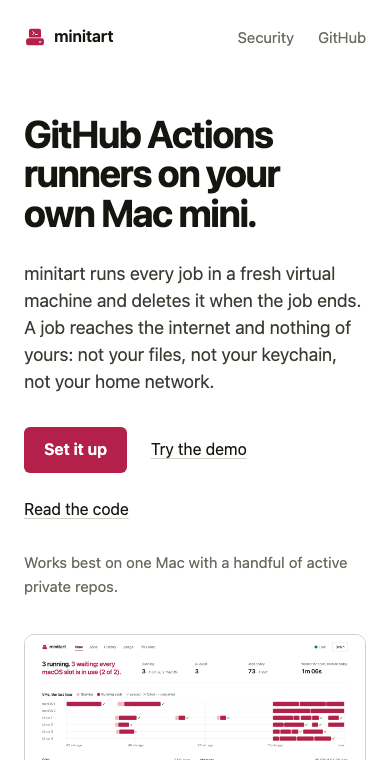 minitart
Security
GitHub
GitHub Actions
runners on your
own Mac mini.
minitart runs every job in a fresh virtual
machine and deletes it when the job ends.
A job reaches the internet and nothing of
yours: not your files, not your keychain,
not your home network.
Set it up
Try the demo
Read the code
Works best on one Mac with a handful of active
private repos.
minitart
3 running. 3 waiting: every
macOS slot is in use (2 of 2).
3
73
1m 06s
VMs, the last hour